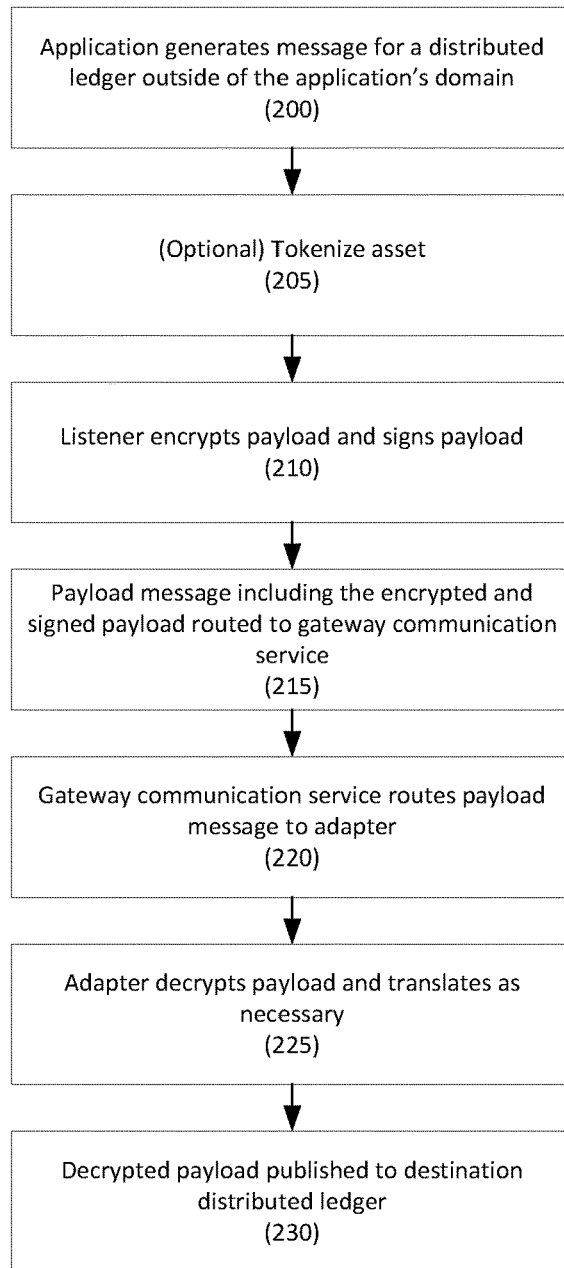 Application generates message for a distributed
ledger outside of the application's domain
(200)
(Optional) Tokenize asset
(205)
Listener encrypts payload and signs payload
(210)
Payload message including the encrypted and
signed payload routed to gateway communication
service
(215)
Gateway communication service routes payload
message to adapter
(220)
Adapter decrypts payload and translates as
necessary
(225)
Decrypted payload published to destination
distributed ledger
(230)